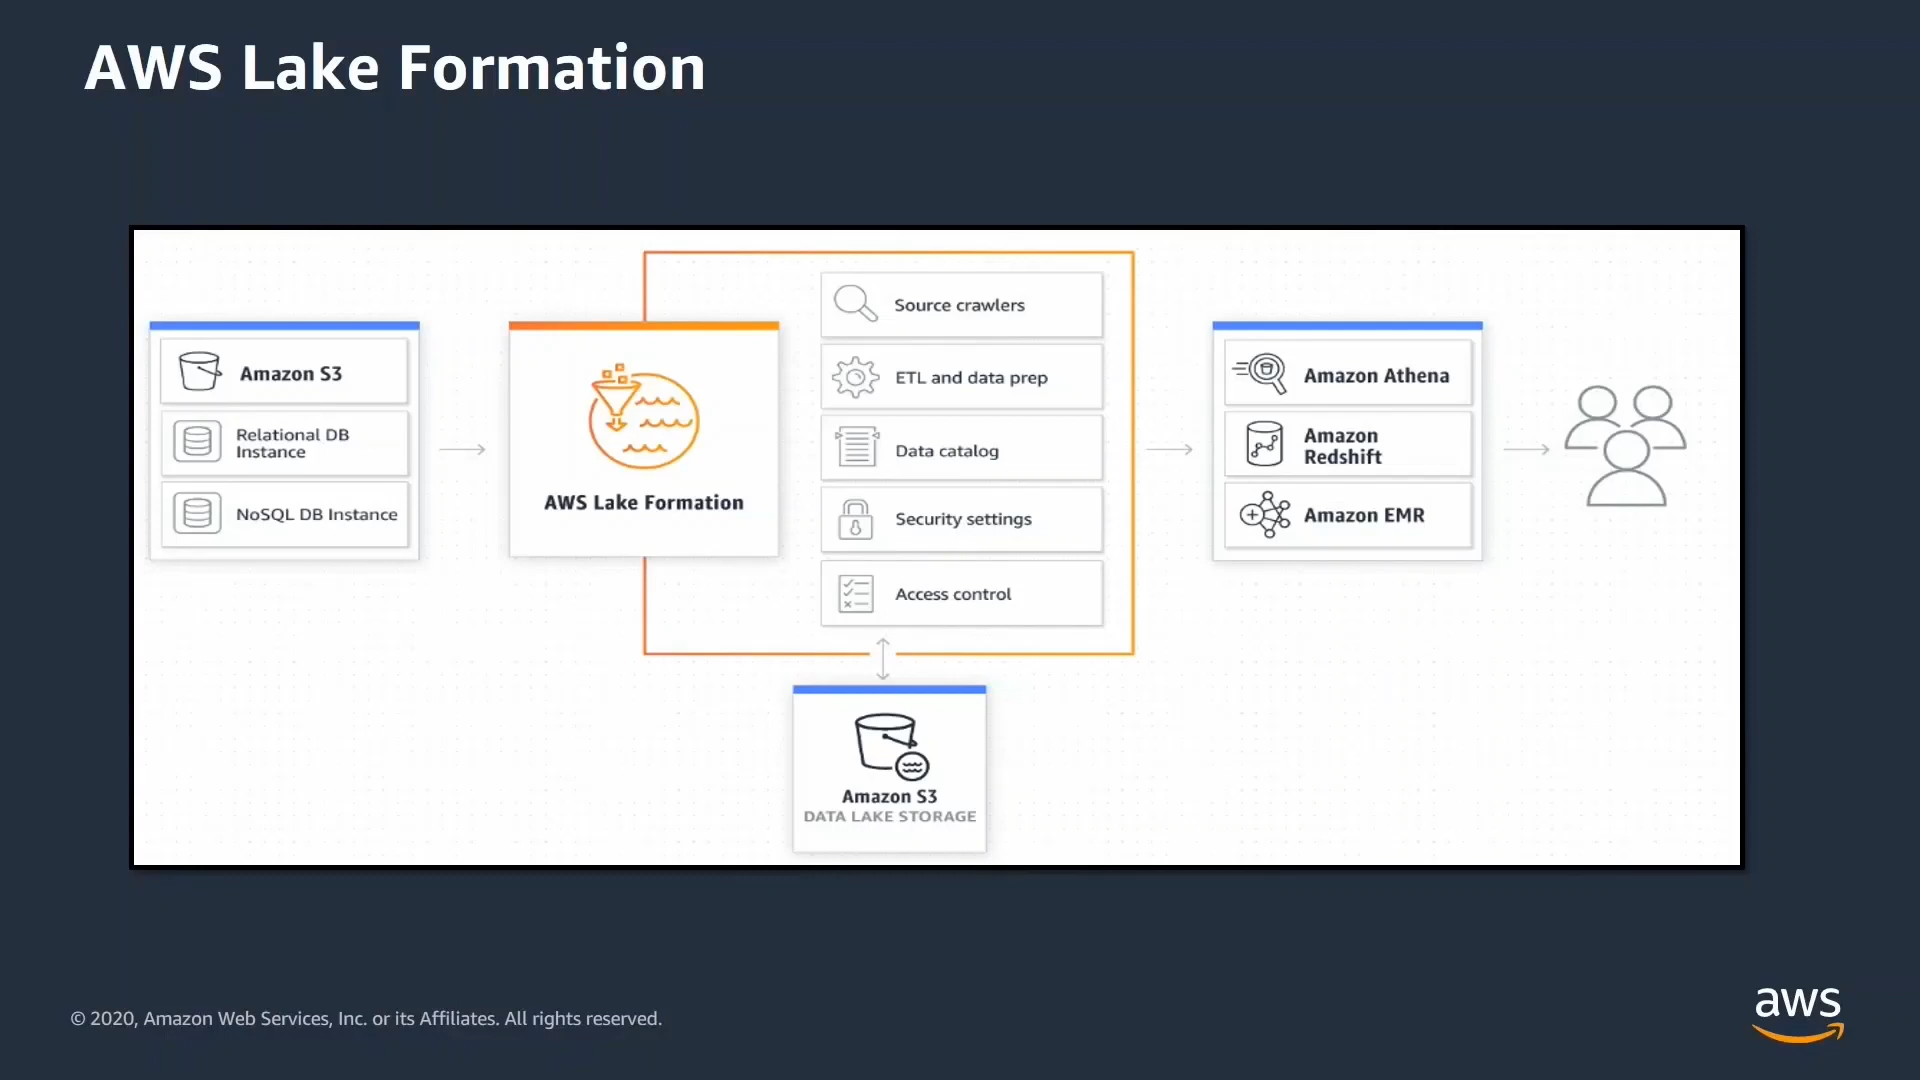 AWS Lake Formation
Amazon S3
Relational DB
Instance
NoSQL DB Instance
AWS Lake Formation
Source crawlers
ETL and data prep
Data catalog
Security settings
Access control
Amazon S3
DATA LAKE STORAGE
Amazon Athena
Amazon
Redshift
Amazon EMR
© 2020, Amazon Web Services, Inc. or its Affiliates. All rights reserved.
aws